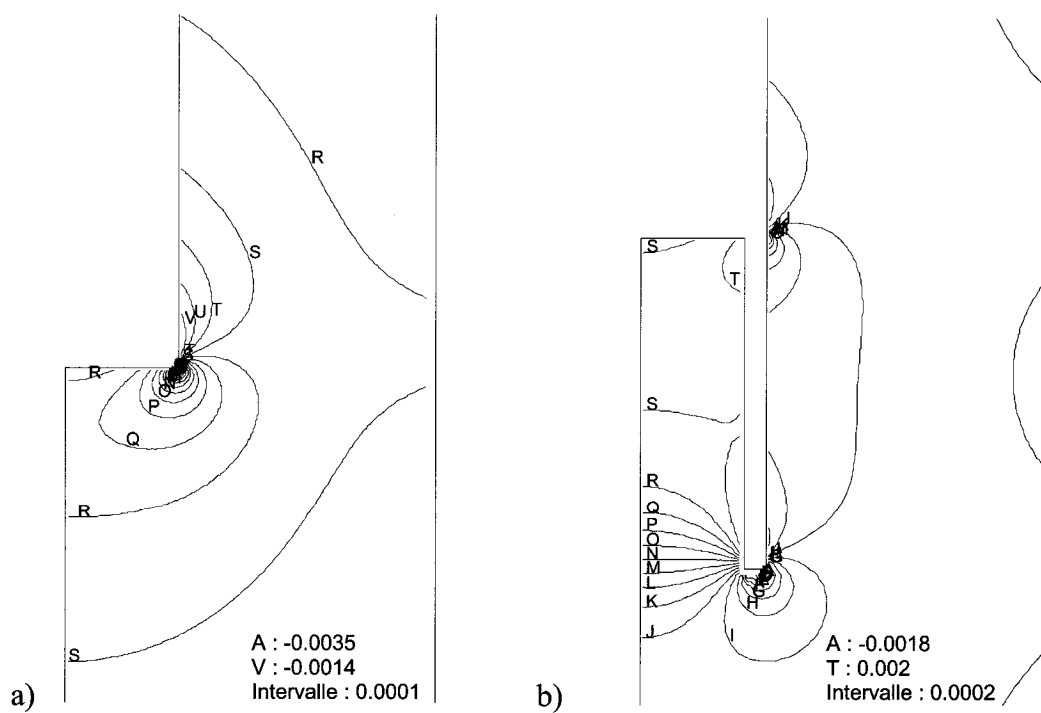 R
S
V U T
R
O
P
Q
R
S
A : -0.0035
V : -0.0014
Intervalle : 0.0001
a)
S
T
S
R
Q
P
O
N
M
L
K
J
G
H
I
A : -0.0018
T : 0.002
Intervalle : 0.0002
b)